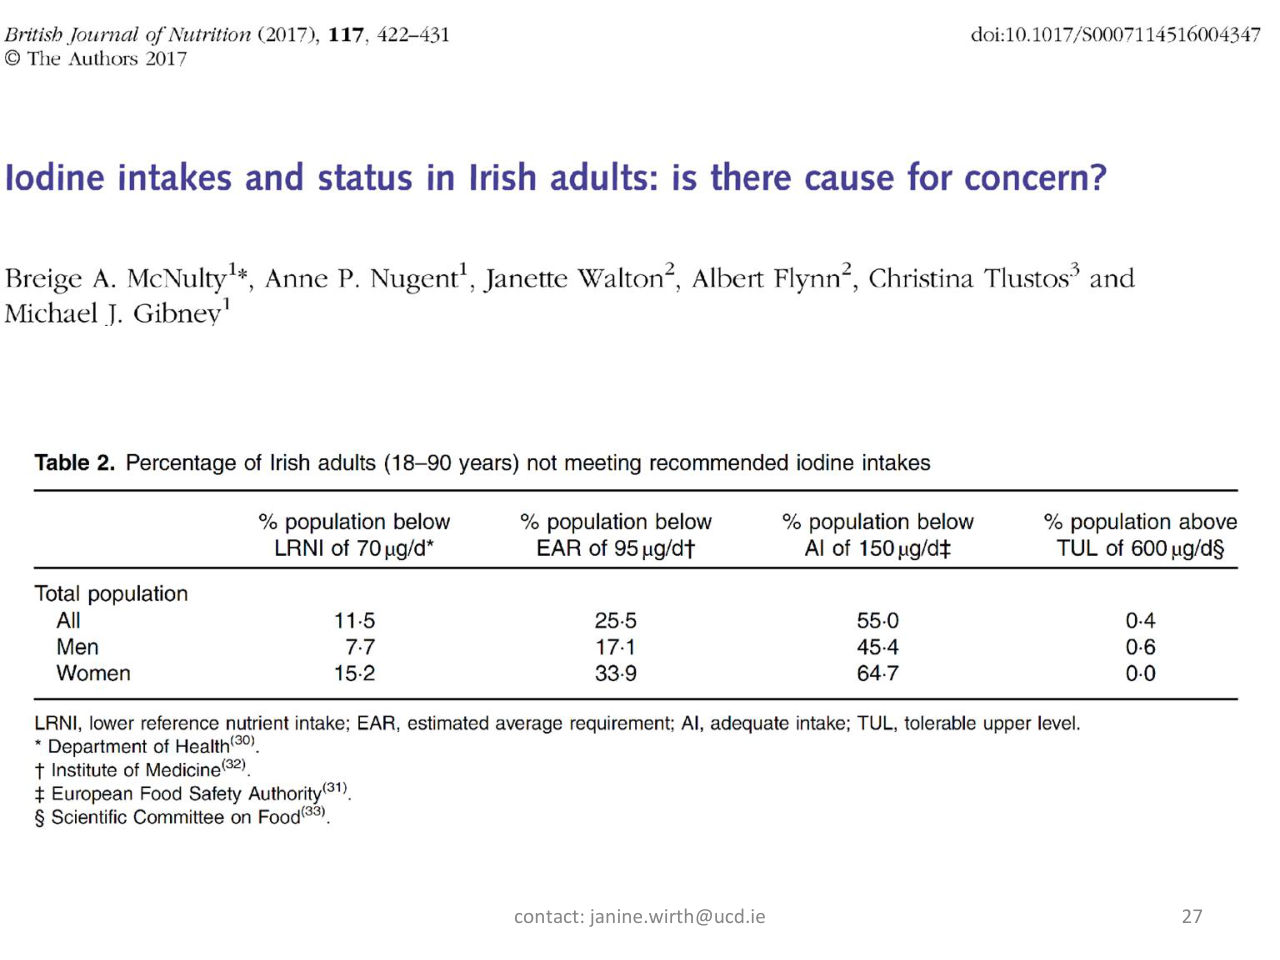 British Journal of Nutrition (2017), 117, 422–431
doi:10.1017/S0007114516004347
© The Authors 2017
Iodine intakes and status in Irish adults: is there cause for concern?
Breige A. McNulty1*, Anne P. Nugent1, Janette Walton2, Albert Flynn2, Christina Tlustos3 and
Michael J. Gibney1
Table 2. Percentage of Irish adults (18–90 years) not meeting recommended iodine intakes
% population below % population below % population below % population above
LRNI of 70 μg/d* EAR of 95 μg/d† AI of 150 μg/d‡ TUL of 600 μg/d§
Total population
All 11·5 25·5 55·0 0·4
Men 7·7 17·1 45·4 0·6
Women 15·2 33·9 64·7 0·0
LRNI, lower reference nutrient intake; EAR, estimated average requirement; AI, adequate intake; TUL, tolerable upper level.
* Department of Health(30).
† Institute of Medicine(32).
‡ European Food Safety Authority(31).
§ Scientific Committee on Food(33).
contact: janine.wirth@ucd.ie
27